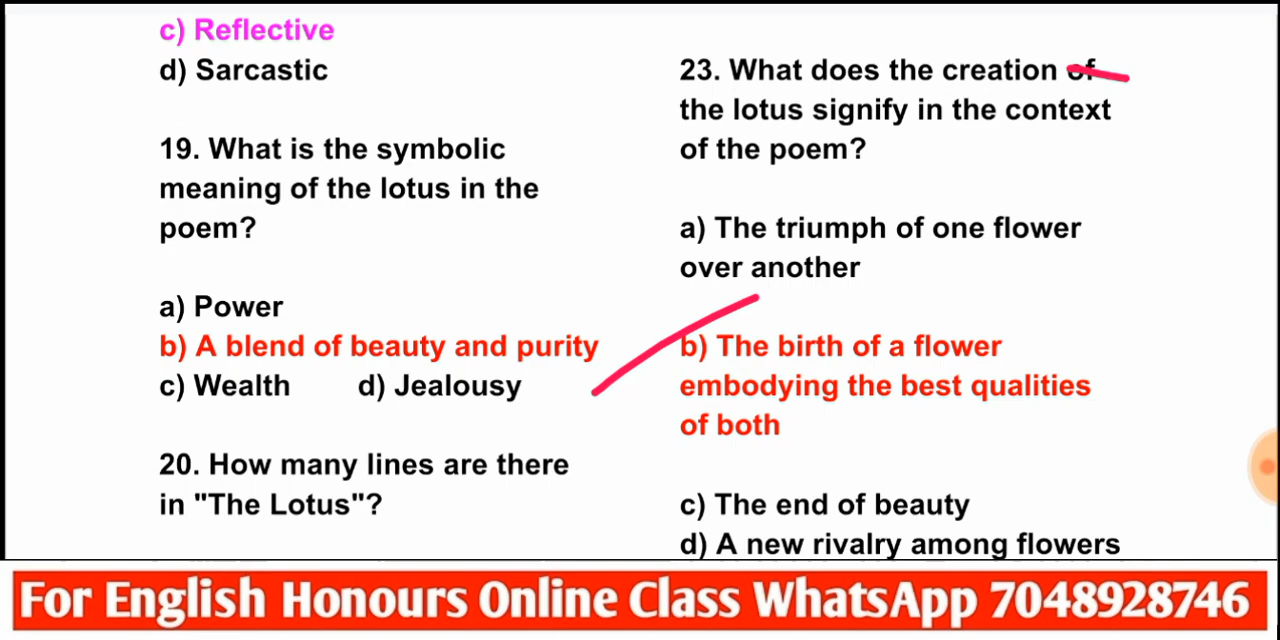 c) Reflective
d) Sarcastic
19. What is the symbolic
meaning of the lotus in the
poem?
a) Power
b) A blend of beauty and purity
c) Wealth d) Jealousy
20. How many lines are there
in "The Lotus"?
23. What does the creation of
the lotus signify in the context
of the poem?
a) The triumph of one flower
over another
b) The birth of a flower
embodying the best qualities
of both
c) The end of beauty
d) A new rivalry among flowers
For English Honours Online Class WhatsApp 7048928746